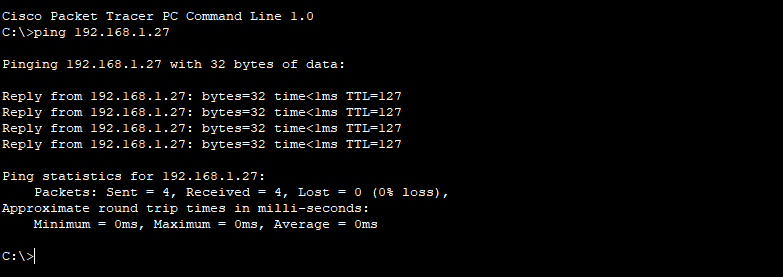 Cisco Packet Tracer PC Command Line 1.0
C:\>ping 192.168.1.27
Pinging 192.168.1.27 with 32 bytes of data:
Reply from 192.168.1.27: bytes=32 time<1ms TTL=127
Reply from 192.168.1.27: bytes=32 time<1ms TTL=127
Reply from 192.168.1.27: bytes=32 time<1ms TTL=127
Reply from 192.168.1.27: bytes=32 time<1ms TTL=127
Ping statistics for 192.168.1.27:
Packets: Sent = 4, Received = 4, Lost = 0 (0% loss),
Approximate round trip times in milli-seconds:
Minimum = 0ms, Maximum = 0ms, Average = 0ms
C:\>